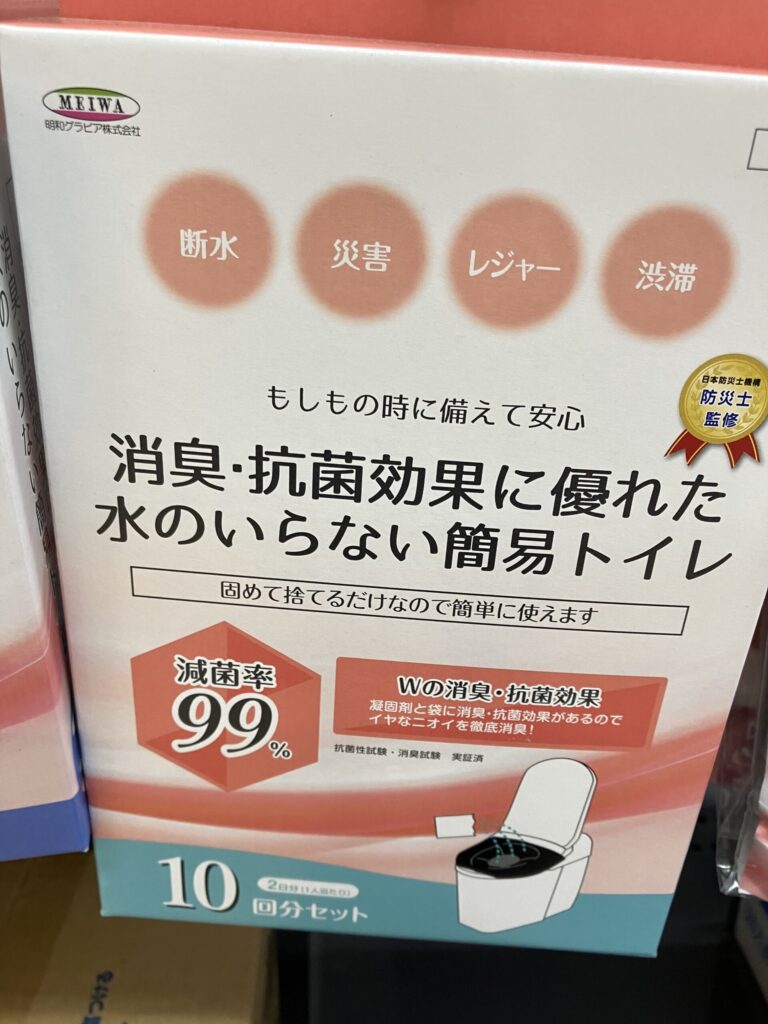 MEIWA
明和グラビア株式会社
断水
災害
レジャー
渋滞
もしもの時に備えて安心
日本防災士機構
防災士
監修
消臭・抗菌効果に優れた
水のいらない簡易トイレ
固めて捨てるだけなので簡単に使えます
減菌率
99%
Wの消臭・抗菌効果
凝固剤と袋に消臭・抗菌効果があるので
イヤなニオイを徹底消臭!
抗菌性試験・消臭試験 実証済
10
2日分(1人当たり)
回分セット